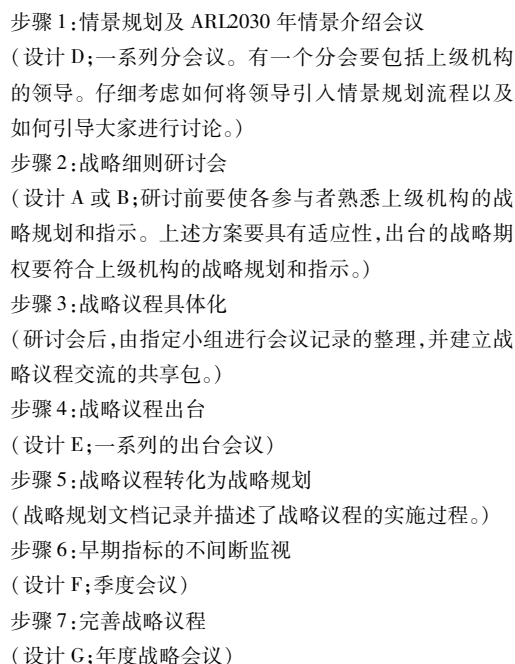 步骤1:情景规划及 ARL2030 年情景介绍会议
(设计 D;一系列分会议。有一个分会要包括上级机构
的领导。仔细考虑如何将领导引入情景规划流程以及
如何引导大家进行讨论。)
步骤2:战略细则研讨会
(设计 A 或 B;研讨前要使各参与者熟悉上级机构的战
略规划和指示。上述方案要具有适应性,出台的战略期
权要符合上级机构的战略规划和指示。)
步骤3:战略议程具体化
(研讨会后,由指定小组进行会议记录的整理,并建立战
略议程交流的共享包。)
步骤4:战略议程出台
(设计 E;一系列的出台会议)
步骤5:战略议程转化为战略规划
(战略规划文档记录并描述了战略议程的实施过程。)
步骤6:早期指标的不间断监视
(设计 F;季度会议)
步骤7:完善战略议程
(设计 G;年度战略会议)